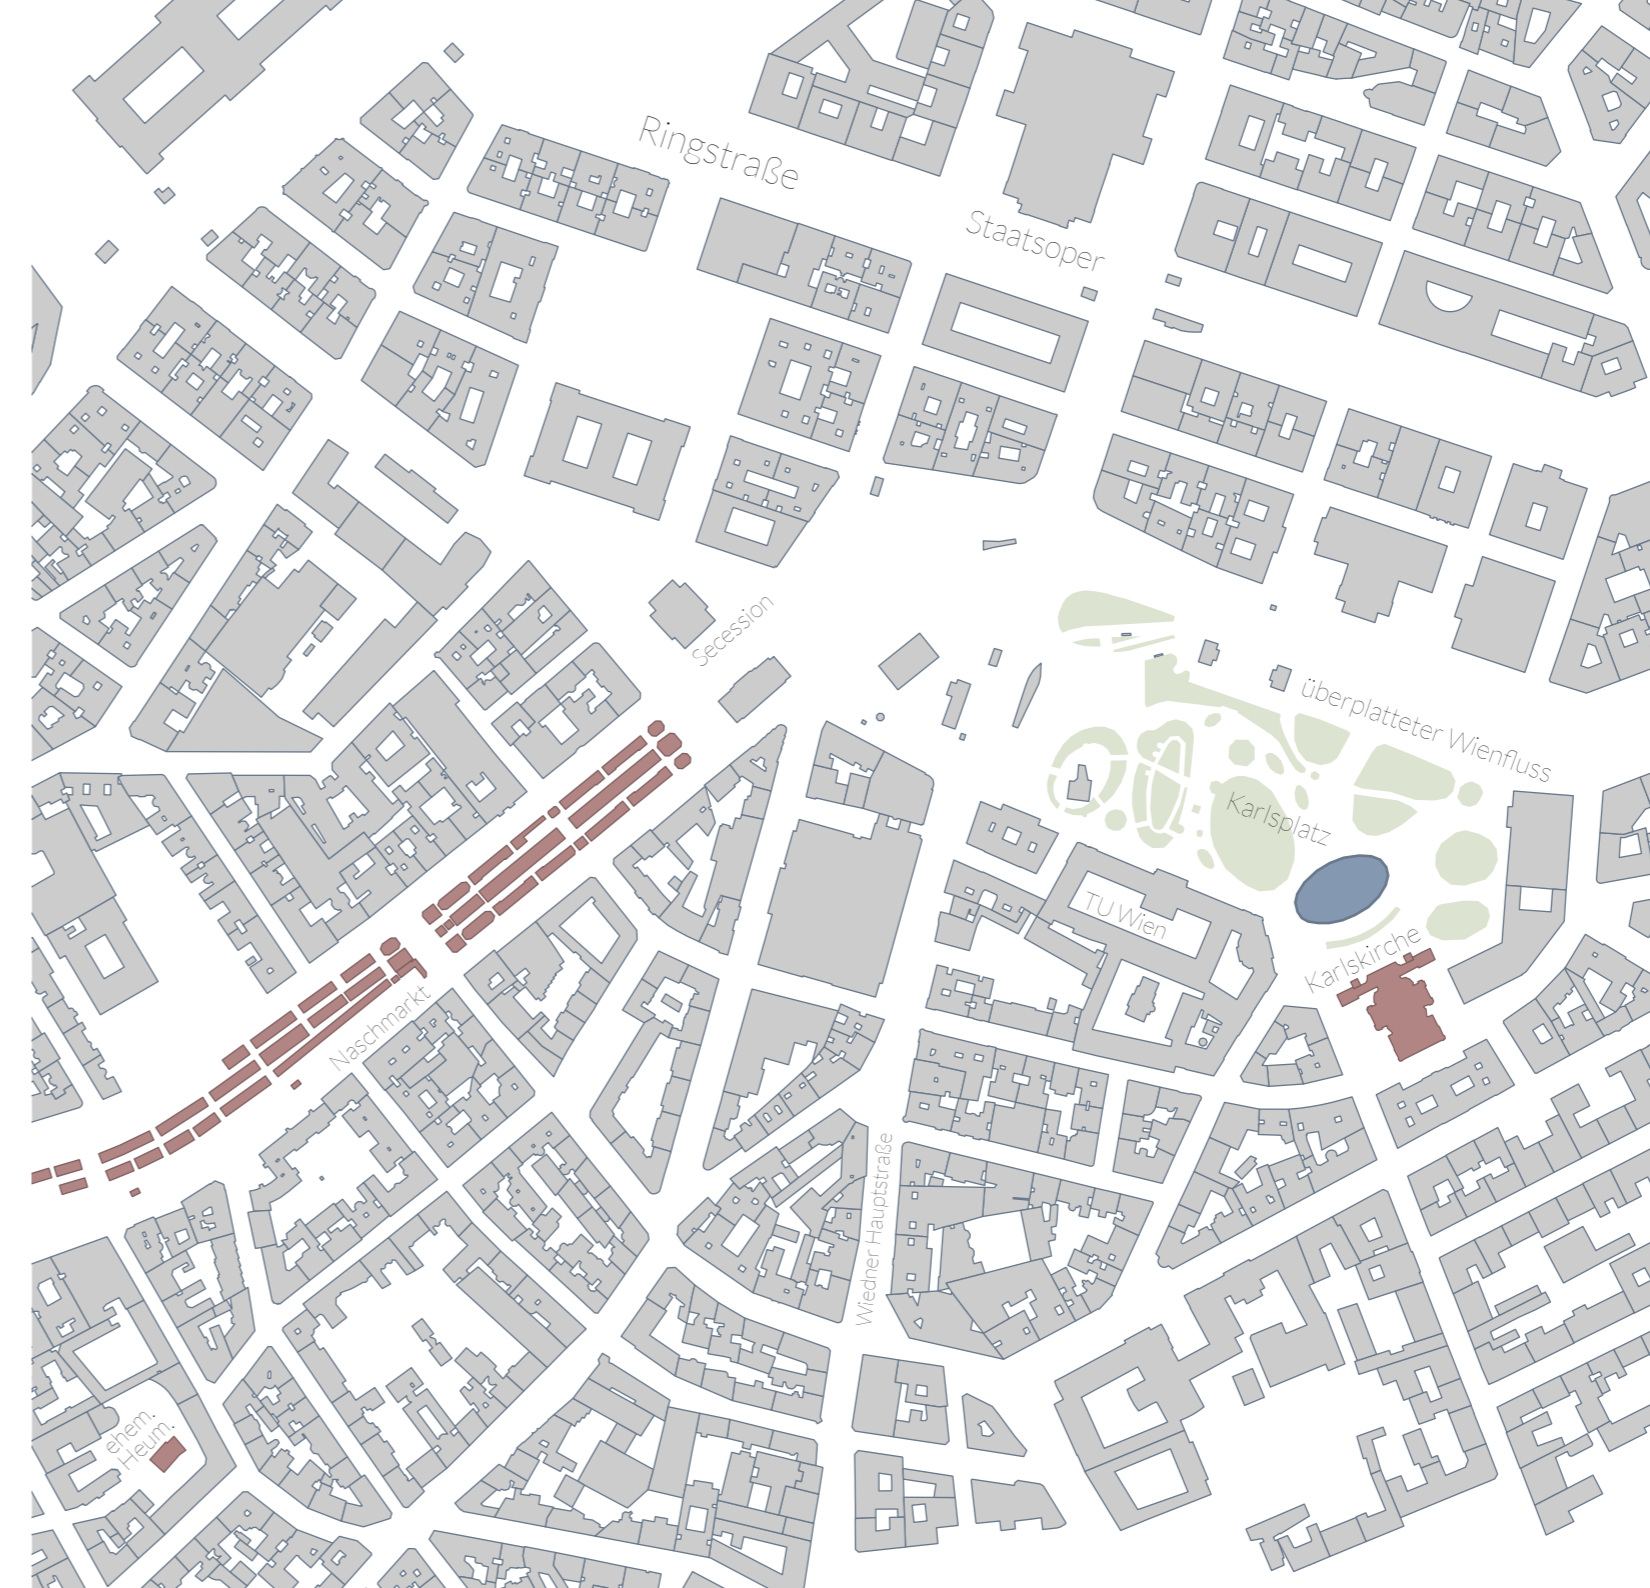 Ringstraße
Staatsoper
Secession
überplatteter Wienfluss
Karlsplatz
TU Wien
Karlskirche
Naschmarkt
Wiedner Hauptstraße
ehem.
Heum.